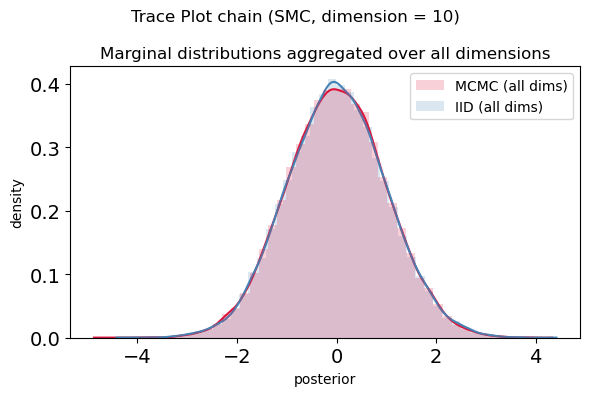 Trace Plot chain (SMC, dimension = 10)
Marginal distributions aggregated over all dimensions
MCMC (all dims)
IID (all dims)
density
0.4
0.3
0.2
0.1
0.0
−4
−2
0
2
4
posterior